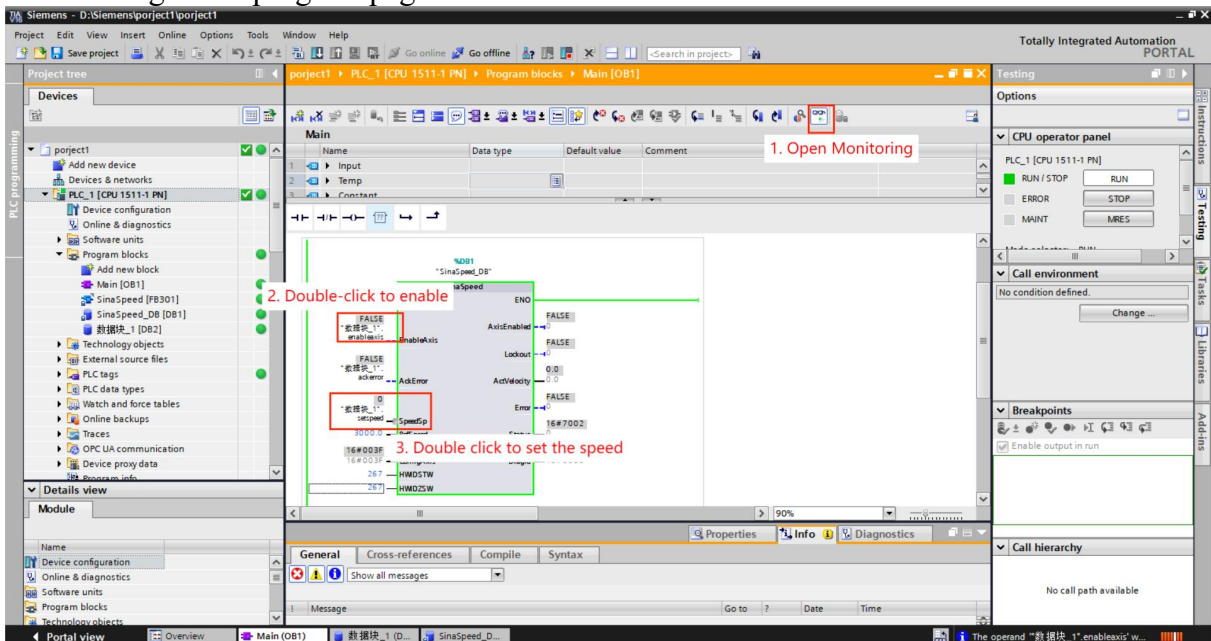 Siemens - D:\Siemens\porject1\porject1
Project Edit View Insert Online Options Tools Window Help
Totally Integrated Automation
PORTAL
Save project
Go online
Go offline
<Search in project>
Project tree
porject1 ▸ PLC_1 [CPU 1511-1 PN] ▸ Program blocks ▸ Main [OB1]
Testing
Devices
Options
PLC programming
porject1
Add new device
Devices & networks
PLC_1 [CPU 1511-1 PN]
Device configuration
Online & diagnostics
Software units
Program blocks
Add new block
Main [OB1]
SinaSpeed [FB301]
SinaSpeed_DB [DB1]
数据块_1 [DB2]
Technology objects
External source files
PLC tags
PLC data types
Watch and force tables
Online backups
Traces
OPC UA communication
Device proxy data
Program info
Details view
Module
Name
Device configuration
Online & diagnostics
Software units
Program blocks
Technology objects
Main
Name Data type Default value Comment
1 Input
2 Temp
3 Constant
1. Open Monitoring
2. Double-click to enable
3. Double click to set the speed
%DB1
"SinaSpeed_DB"
ENO
FALSE
"数据块_1".
enableaxis
EnableAxis
FALSE
"数据块_1".
ackerror
AckError
0
"数据块_1".
setspeed
SpeedSp
3000.0
16#003F
16#003F
267 HWIDSTW
267 HWIDZSW
FALSE
AxisEnabled
FALSE
Lockout
0.0
ActVelocity 0.0
FALSE
Error
16#7002
90%
Properties Info Diagnostics
General Cross-references Compile Syntax
Show all messages
! Message Go to ? Date Time
CPU operator panel
PLC_1 [CPU 1511-1 PN]
RUN / STOP RUN
ERROR STOP
MAINT MRES
Call environment
No condition defined.
Change ...
Breakpoints
Enable output in run
Call hierarchy
No call path available
Instructions
Testing
Tasks
Libraries
Add-ins
Portal view
Overview
Main (OB1)
数据块_1 (D...
SinaSpeed_D...
The operand '"数据块_1".enableaxis' w...